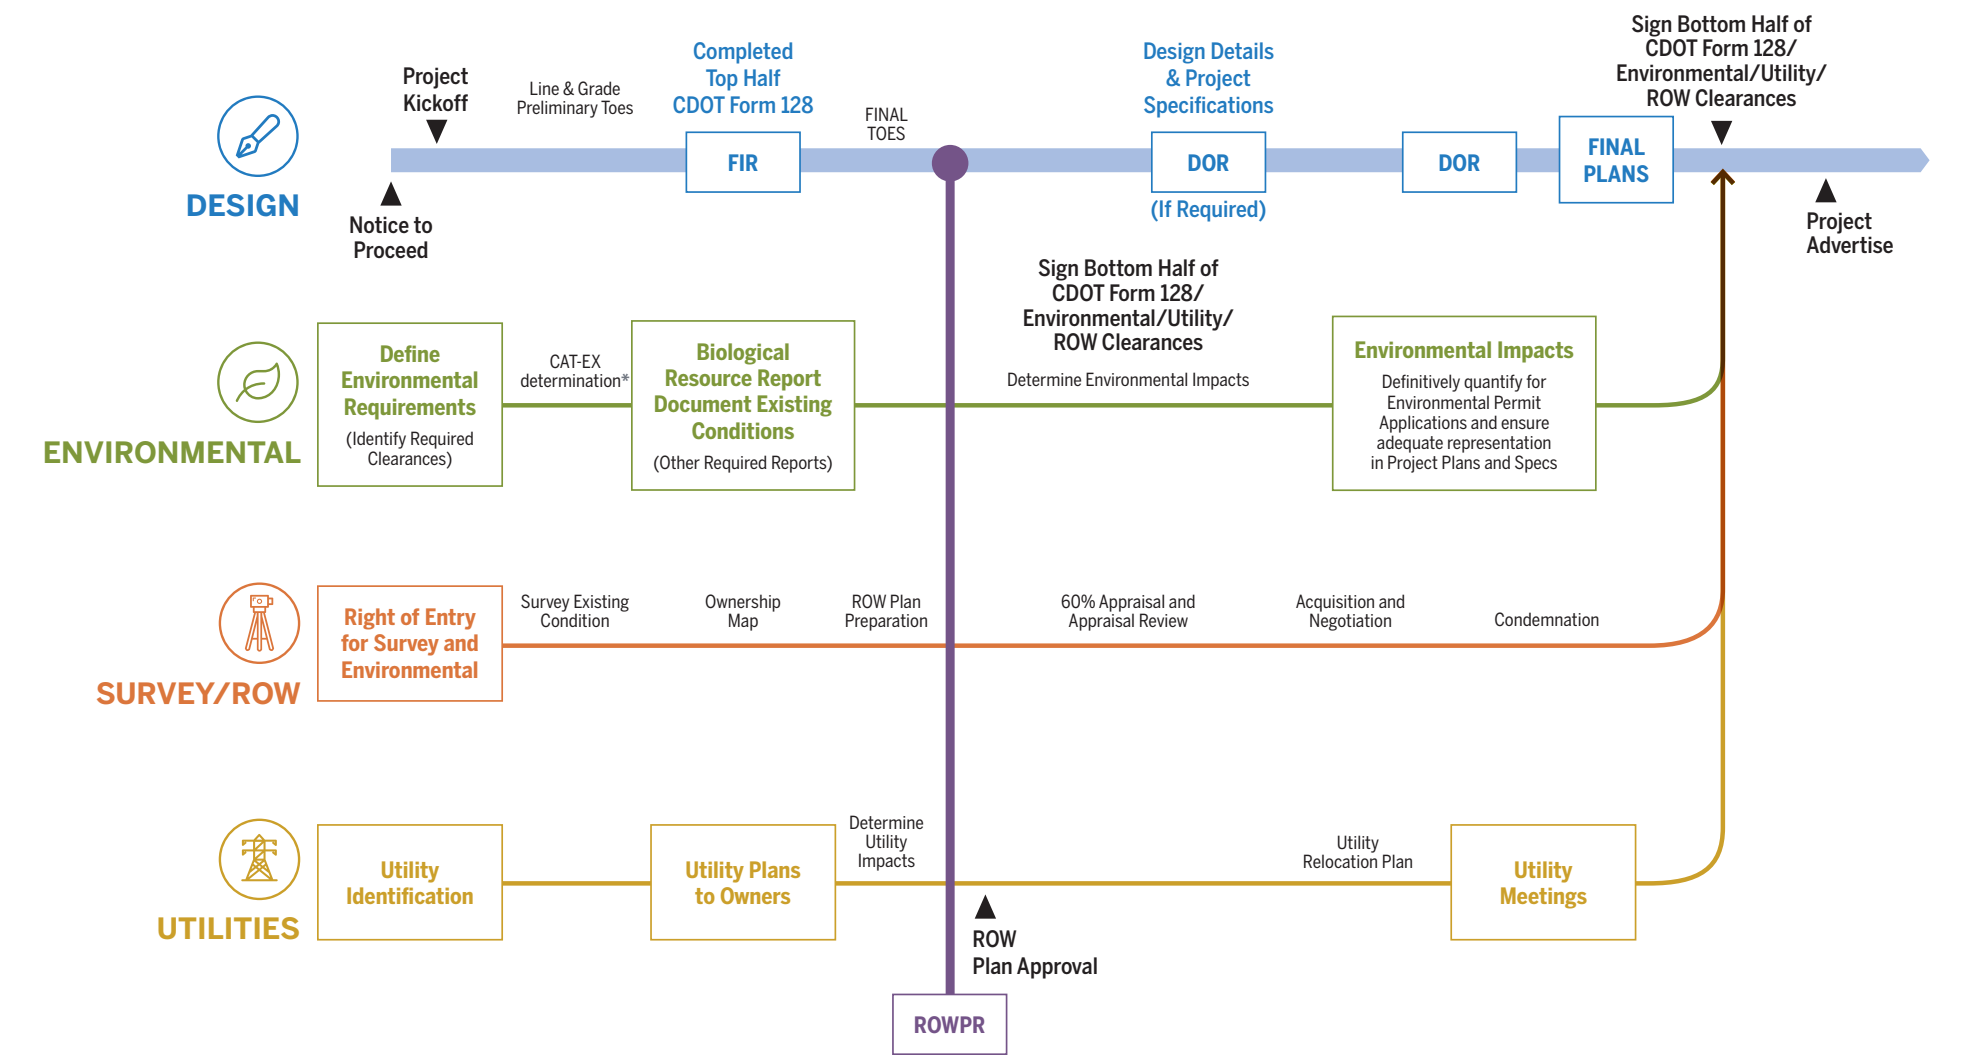 Project
Kickoff
Line & Grade
Preliminary Toes
Completed
Top Half
CDOT Form 128
FINAL
TOES
Design Details
& Project
Specifications
Sign Bottom Half of
CDOT Form 128/
Environmental/Utility/
ROW Clearances
DESIGN
FIR
DOR
(If Required)
DOR
FINAL
PLANS
Notice to
Proceed
Project
Advertise
Sign Bottom Half of
CDOT Form 128/
Environmental/Utility/
ROW Clearances
ENVIRONMENTAL
Define
Environmental
Requirements
(Identify Required
Clearances)
CAT-EX
determination*
Biological
Resource Report
Document Existing
Conditions
(Other Required Reports)
Determine Environmental Impacts
Environmental Impacts
Definitively quantify for
Environmental Permit
Applications and ensure
adequate representation
in Project Plans and Specs
SURVEY/ROW
Right of Entry
for Survey and
Environmental
Survey Existing
Condition
Ownership
Map
ROW Plan
Preparation
60% Appraisal and
Appraisal Review
Acquisition and
Negotiation
Condemnation
UTILITIES
Utility
Identification
Utility Plans
to Owners
Determine
Utility
Impacts
Utility
Relocation Plan
Utility
Meetings
ROW
Plan Approval
ROWPR